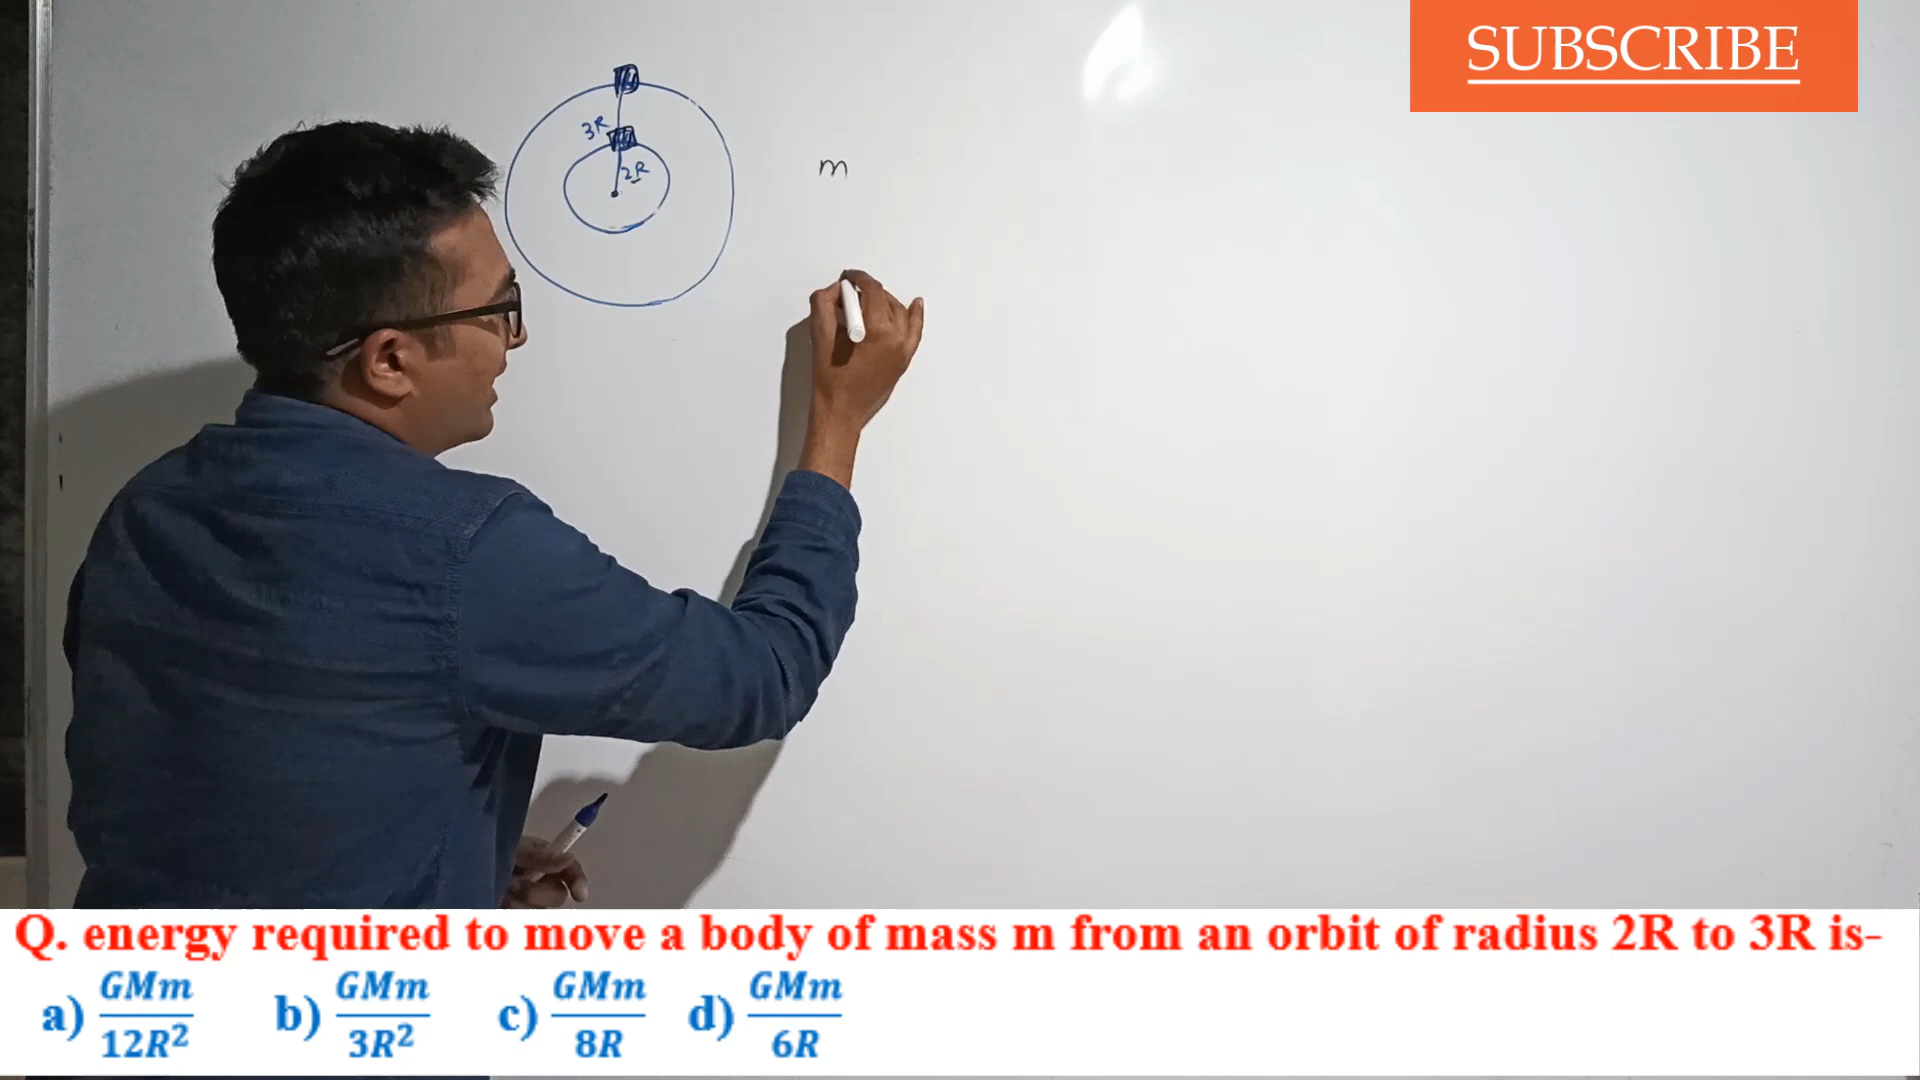 SUBSCRIBE
3R
2R
m
Q. energy required to move a body of mass m from an orbit of radius 2R to 3R is-
a) GMm/12R² b) GMm/3R² c) GMm/8R d) GMm/6R